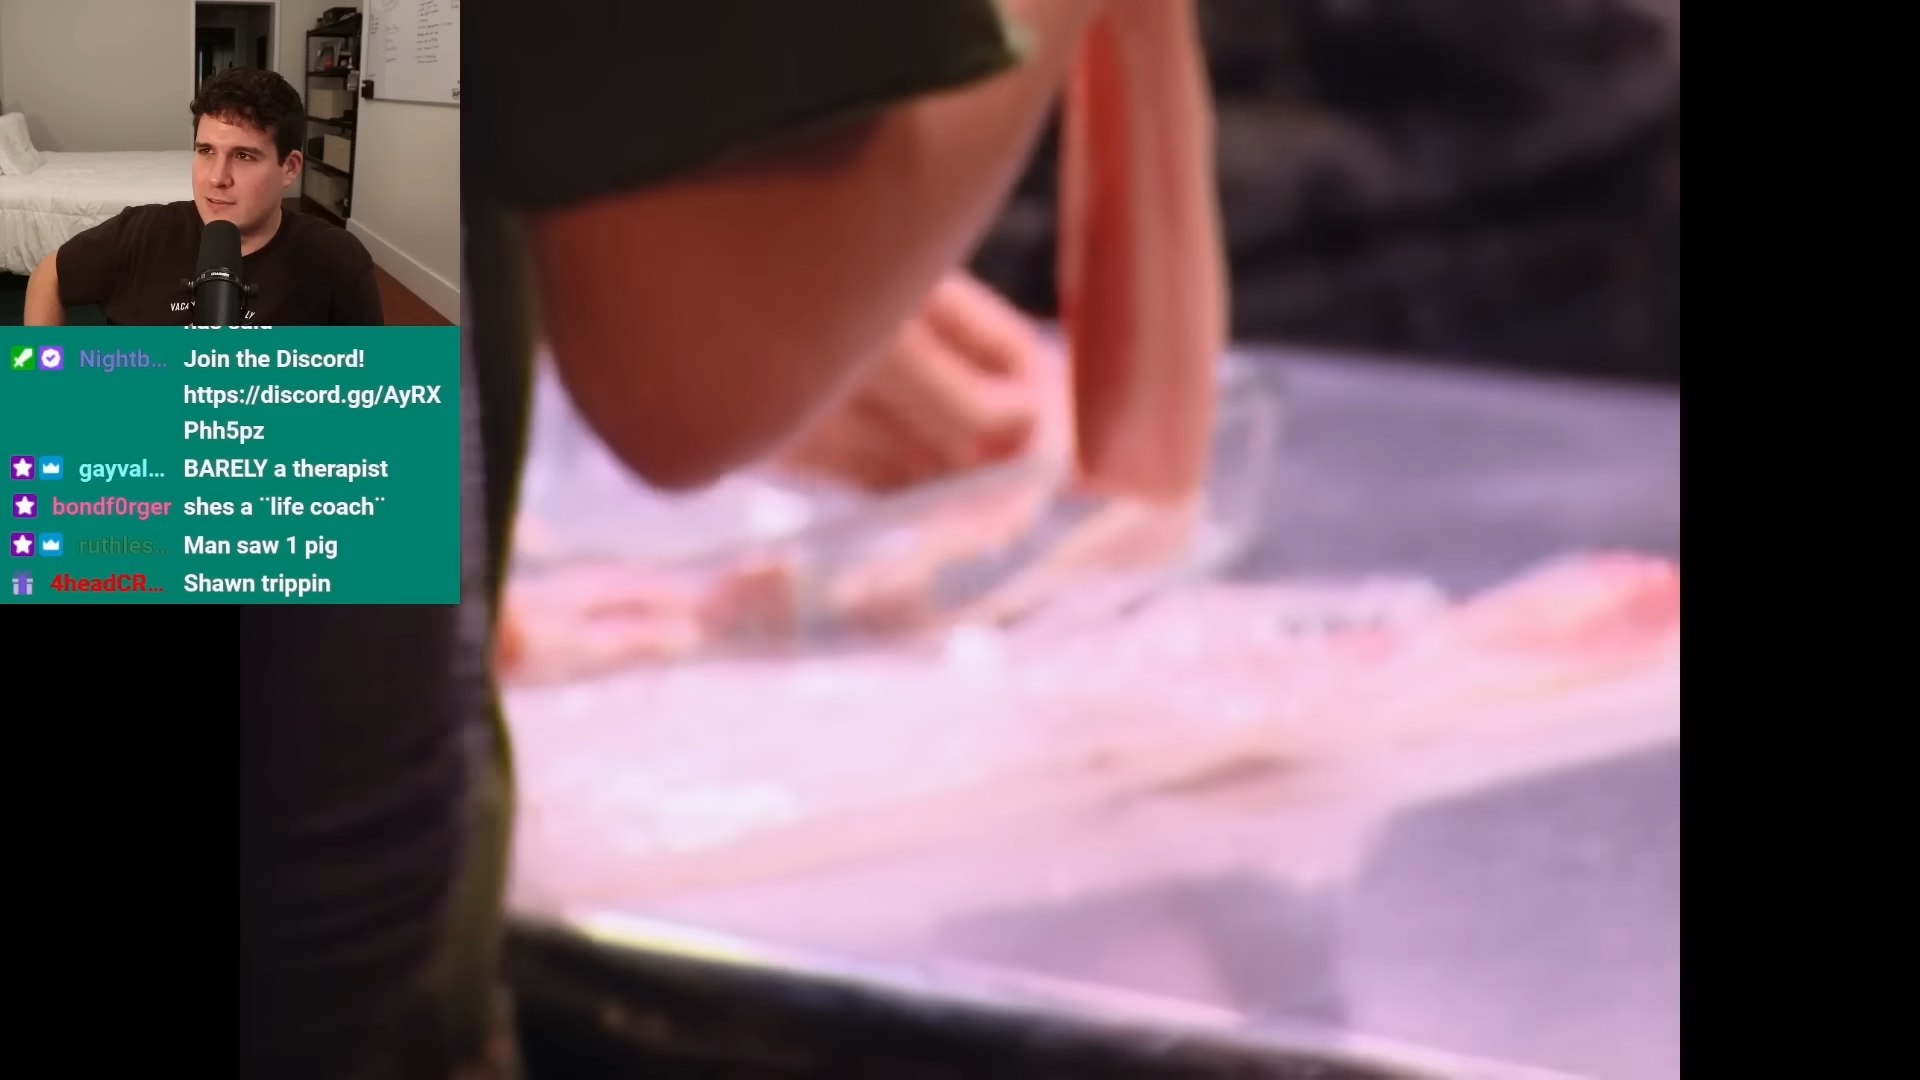 Nightb... Join the Discord!
https://discord.gg/AyRX
Phh5pz
gayval... BARELY a therapist
bondf0rger shes a ¨life coach¨
ruthles... Man saw 1 pig
4headCR... Shawn trippin